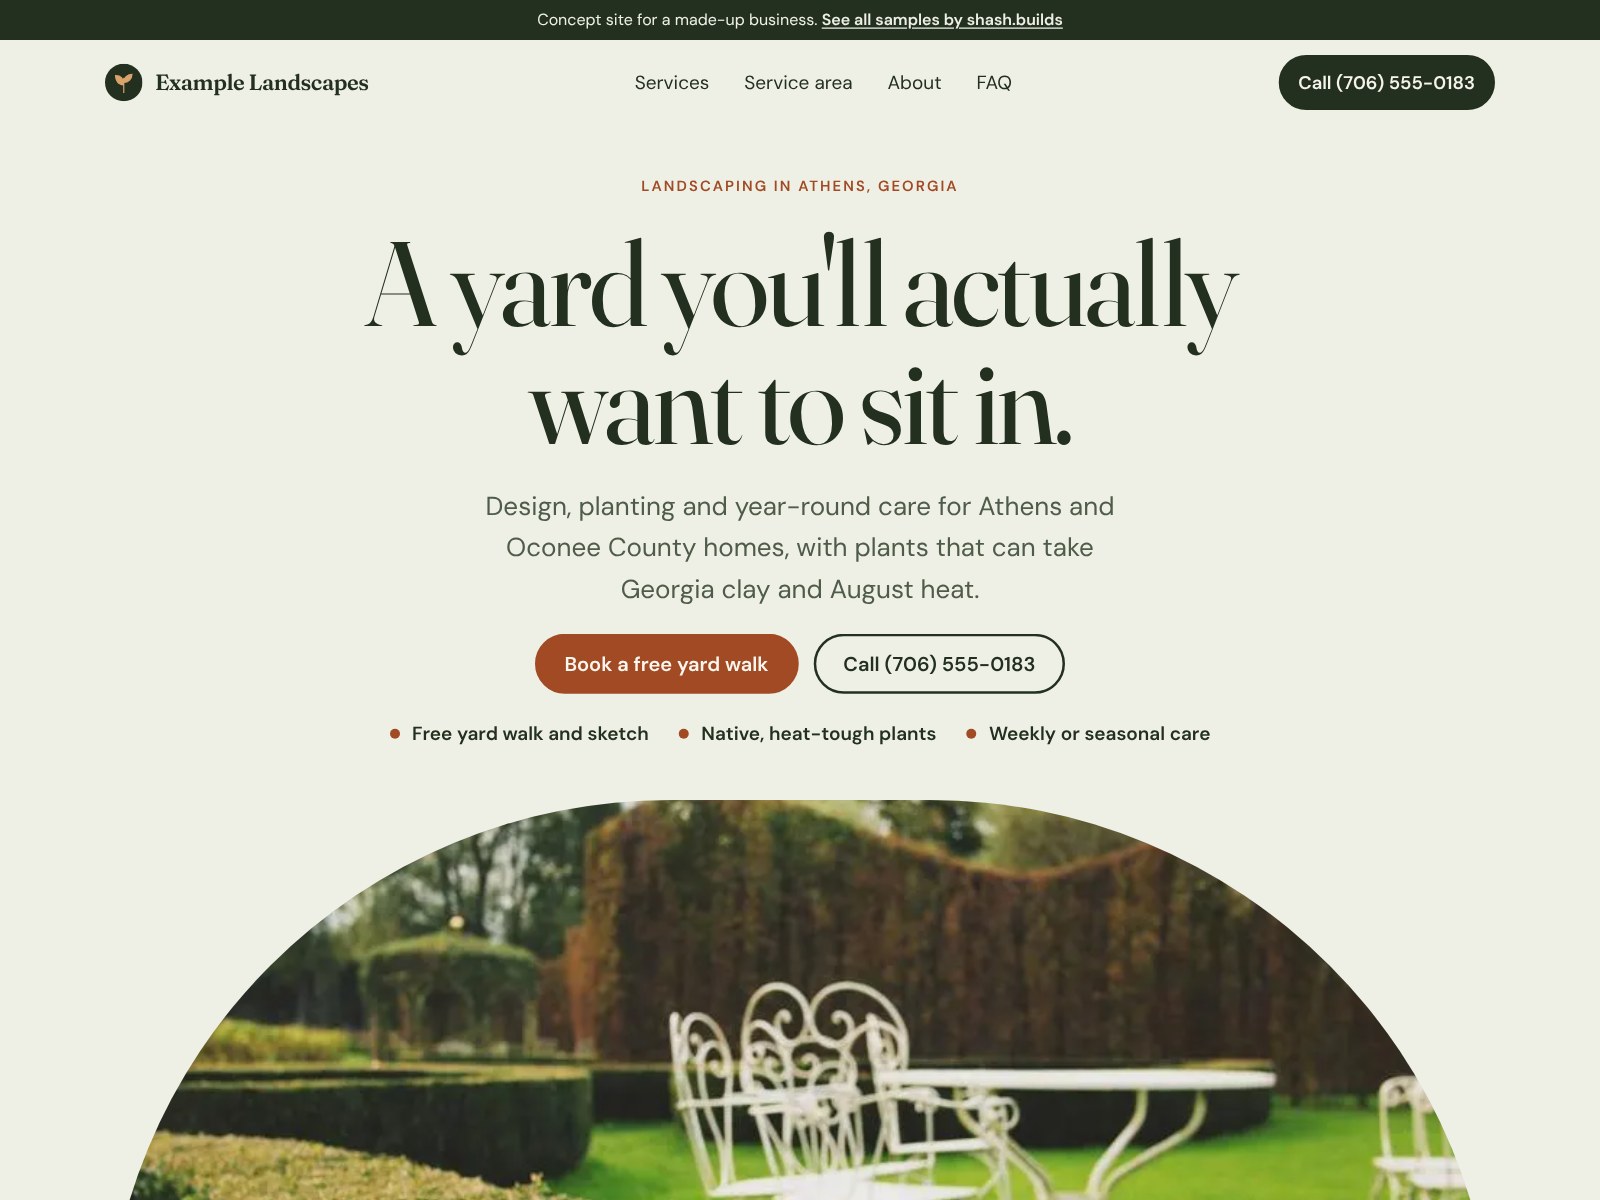 Concept site for a made-up business. See all samples by shash.builds
Example Landscapes
Services
Service area
About
FAQ
Call (706) 555-0183
LANDSCAPING IN ATHENS, GEORGIA
A yard you'll actually
want to sit in.
Design, planting and year-round care for Athens and
Oconee County homes, with plants that can take
Georgia clay and August heat.
Book a free yard walk
Call (706) 555-0183
Free yard walk and sketch
Native, heat-tough plants
Weekly or seasonal care